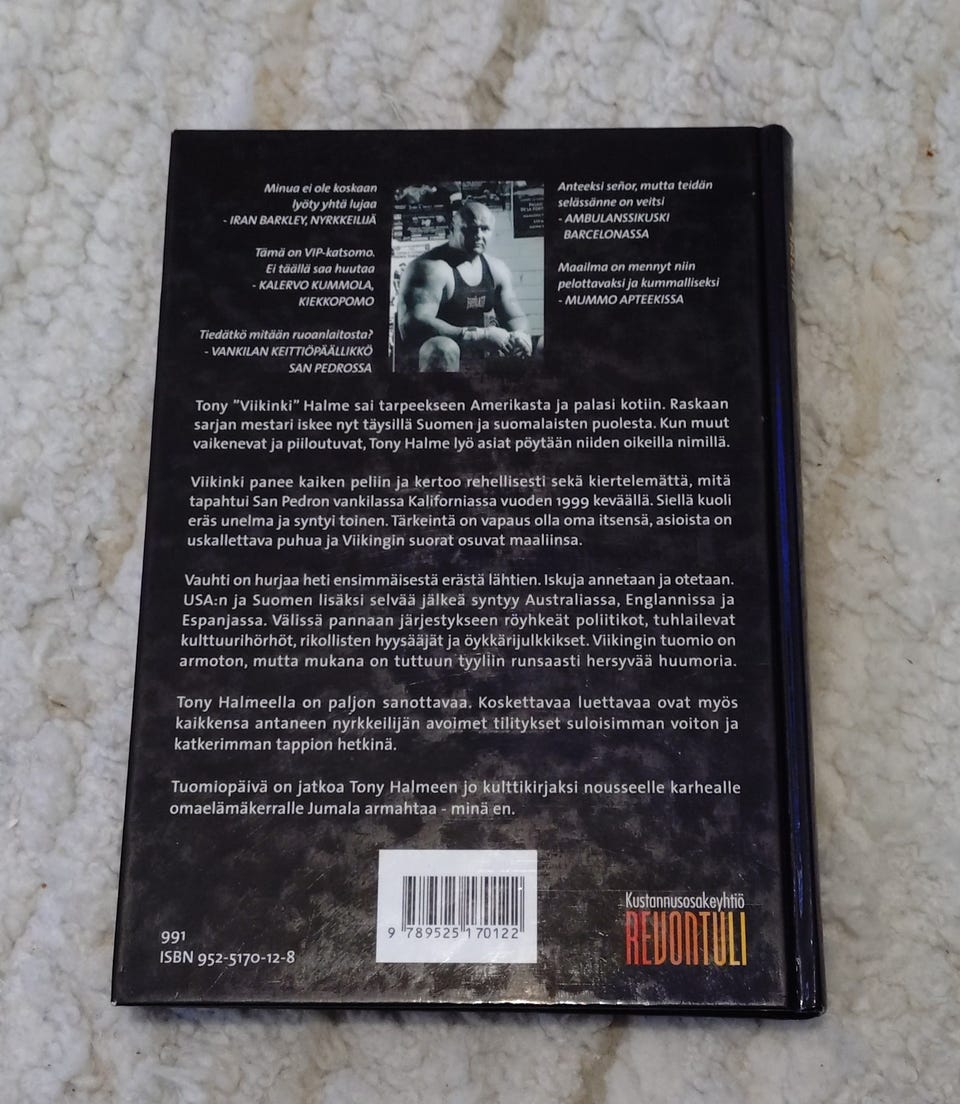 Minua ei ole koskaan
lyöty yhtä lujaa
- IRAN BARKLEY, NYRKKEILIJÄ
Tämä on VIP-katsomo.
Ei täällä saa huutaa
- KALERVO KUMMOLA,
KIEKKOPOMO
Tiedätkö mitään ruoanlaitosta?
- VANKILAN KEITTIÖPÄÄLLIKKÖ
SAN PEDROSSA
Anteeksi señor, mutta teidän
selässänne on veitsi
- AMBULANSSIKUSKI
BARCELONASSA
Maailma on mennyt niin
pelottavaksi ja kummalliseksi
- MUMMO APTEEKISSA
Tony "Viikinki" Halme sai tarpeekseen Amerikasta ja palasi kotiin. Raskaan
sarjan mestari iskee nyt täysillä Suomen ja suomalaisten puolesta. Kun muut
vaikenevat ja piiloutuvat, Tony Halme lyö asiat pöytään niiden oikeilla nimillä.
Viikinki panee kaiken peliin ja kertoo rehellisesti sekä kiertelemättä, mitä
tapahtui San Pedron vankilassa Kaliforniassa vuoden 1999 keväällä. Siellä kuoli
eräs unelma ja syntyi toinen. Tärkeintä on vapaus olla oma itsensä, asioista on
uskallettava puhua ja Viikingin suorat osuvat maaliinsa.
Vauhti on hurjaa heti ensimmäisestä erästä lähtien. Iskuja annetaan ja otetaan.
USA:n ja Suomen lisäksi selvää jälkeä syntyy Australiassa, Englannissa ja
Espanjassa. Välissä pannaan järjestykseen röyhkeät poliitikot, tuhlailevat
kulttuurihörhöt, rikollisten hyysääjät ja öykkärijulkkikset. Viikingin tuomio on
armoton, mutta mukana on tuttuun tyyliin runsaasti hersyvää huumoria.
Tony Halmeella on paljon sanottavaa. Koskettavaa luettavaa ovat myös
kaikkensa antaneen nyrkkeilijän avoimet tilitykset suloisimman voiton ja
katkerimman tappion hetkinä.
Tuomiopäivä on jatkoa Tony Halmeen jo kulttikirjaksi nousseelle karhealle
omaelämäkerralle Jumala armahtaa - minä en.
991
ISBN 952-5170-12-8
9 789525 170122
Kustannusosakeyhtiö
REVONTULI